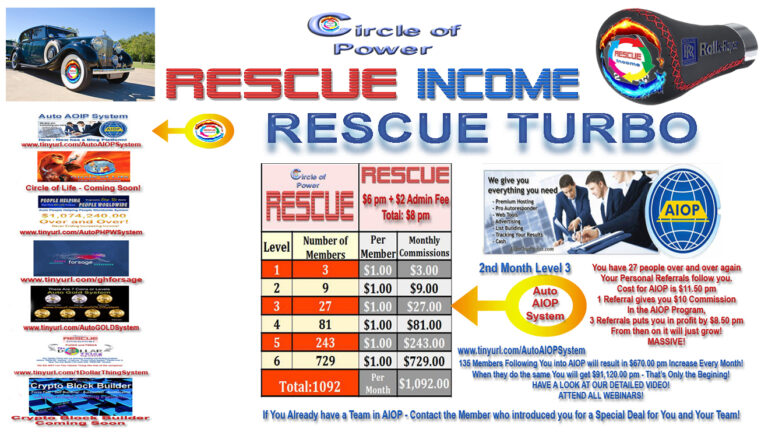 Circle of
Power
RESCUE INCOME
RESCUE TURBO
RESCUE
Income
Auto AOIP System
AIOP
www.tinyurl.com/AutoAIOPSystem
Circle of Life - Coming Soon!
PEOPLE HELPING PEOPLE WORLDWIDE
$1,074,240.00
Over and Over!
www.tinyurl.com/AutoPHPWSystem
forsage
www.tinyurl.com/ghforsage
Auto Gold System
www.tinyurl.com/AutoGOLDSystem
RESCUE
www.tinyurl.com/1DollarThingSystem
Crypto Block Builder
Crypto Block Builder
Coming Soon
Circle of
Power
RESCUE
RESCUE
$6 pm + $2 Admin Fee
Total: $8 pm
Level Number of Members Per Member Monthly Commissions
1 3 $1.00 $3.00
2 9 $1.00 $9.00
3 27 $1.00 $27.00
4 81 $1.00 $81.00
5 243 $1.00 $243.00
6 729 $1.00 $729.00
Total:1092 Per Month $1,092.00
We give you
everything you need
- Premium Hosting
- Pro Autoresponder
- Web Tools
- Advertising
- List Building
- Tracking Your Results
- Cash
AIOP
2nd Month Level 3
Auto
AIOP
System
You have 27 people over and over again
Your Personal Referrals follow you.
Cost for AIOP is $11.50 pm
1 Referral gives you $10 Commission
In the AIOP Program,
3 Referrals puts you in profit by $8.50 pm
From then on it will just grow!
MASSIVE!
www.tinyurl.com/AutoAIOPSystem
135 Members Following You into AIOP will result in $670.00 pm Increase Every Month!
When they do the same You will get $91,120.00 pm - That's Only the Begining!
HAVE A LOOK AT OUR DETAILED VIDEO!
ATTEND ALL WEBINARS!
If You Already have a Team in AIOP - Contact the Member who introduced you for a Special Deal for You and Your Team!